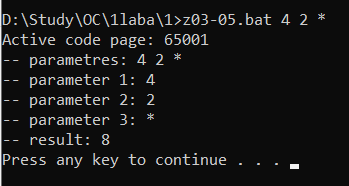 D:\Study\OC\1laba\1>z03-05.bat 4 2 *
Active code page: 65001
-- parametres: 4 2 *
-- parameter 1: 4
-- parameter 2: 2
-- parameter 3: *
-- result: 8
Press any key to continue . . .